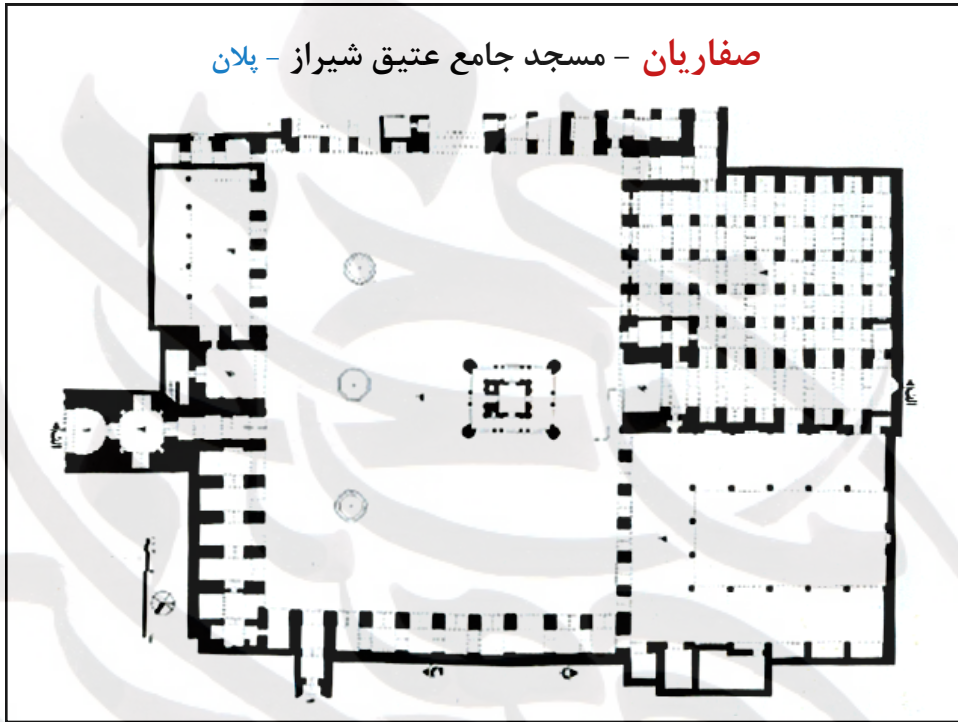 صفاریان – مسجد جامع عتیق شیراز – پلان